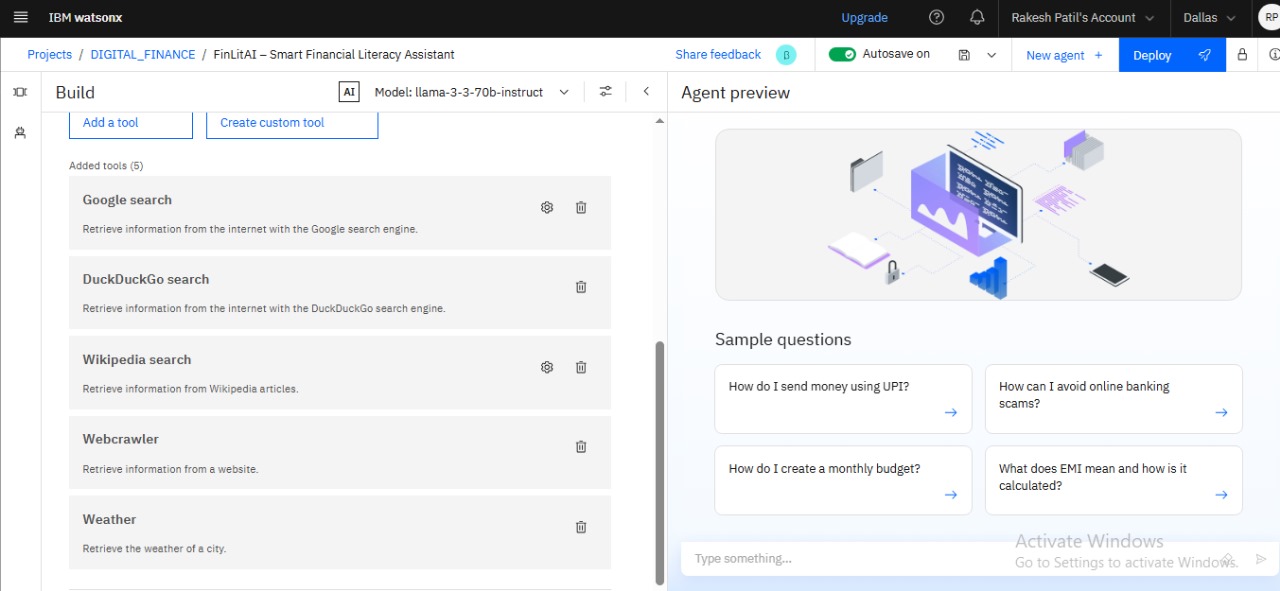 IBM watsonx
Upgrade
Rakesh Patil's Account
Dallas
RP
Projects / DIGITAL_FINANCE / FinLitAI – Smart Financial Literacy Assistant
Share feedback
β
Autosave on
New agent +
Deploy
Build
AI
Model: llama-3-3-70b-instruct
Agent preview
Add a tool
Create custom tool
Added tools (5)
Google search
Retrieve information from the internet with the Google search engine.
DuckDuckGo search
Retrieve information from the internet with the DuckDuckGo search engine.
Wikipedia search
Retrieve information from Wikipedia articles.
Webcrawler
Retrieve information from a website.
Weather
Retrieve the weather of a city.
Sample questions
How do I send money using UPI?
How can I avoid online banking
scams?
How do I create a monthly budget?
What does EMI mean and how is it
calculated?
Type something...
Activate Windows
Go to Settings to activate Windows.